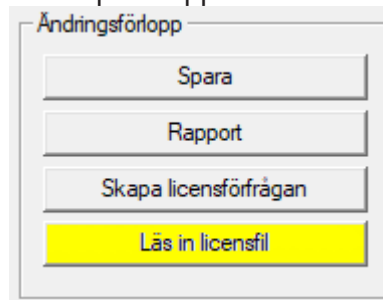 Ändringsförlopp
Spara
Rapport
Skapa licensförfrågan
Läs in licensfil